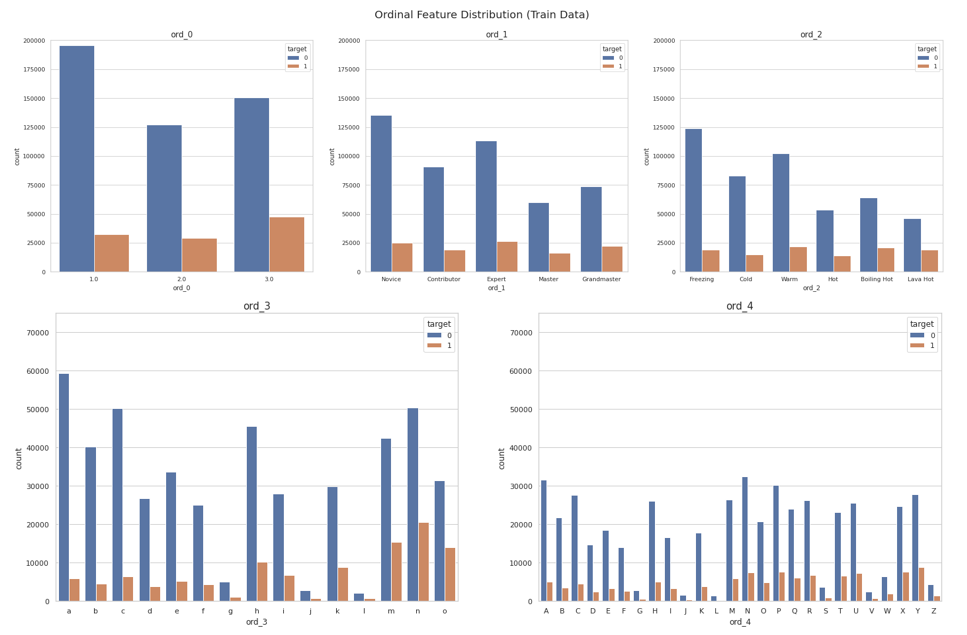 Ordinal Feature Distribution (Train Data)
ord_0
200000
175000
150000
125000
100000
75000
50000
25000
0
count
target
0
1
1.0 2.0 3.0
ord_0
ord_1
200000
175000
150000
125000
100000
75000
50000
25000
0
count
target
0
1
Novice Contributor Expert Master Grandmaster
ord_1
ord_2
200000
175000
150000
125000
100000
75000
50000
25000
0
count
target
0
1
Freezing Cold Warm Hot Boiling Hot Lava Hot
ord_2
ord_3
70000
60000
50000
40000
30000
20000
10000
0
count
target
0
1
a b c d e f g h i j k l m n o
ord_3
ord_4
70000
60000
50000
40000
30000
20000
10000
0
count
target
0
1
A B C D E F G H I J K L M N O P Q R S T U V W X Y Z
ord_4